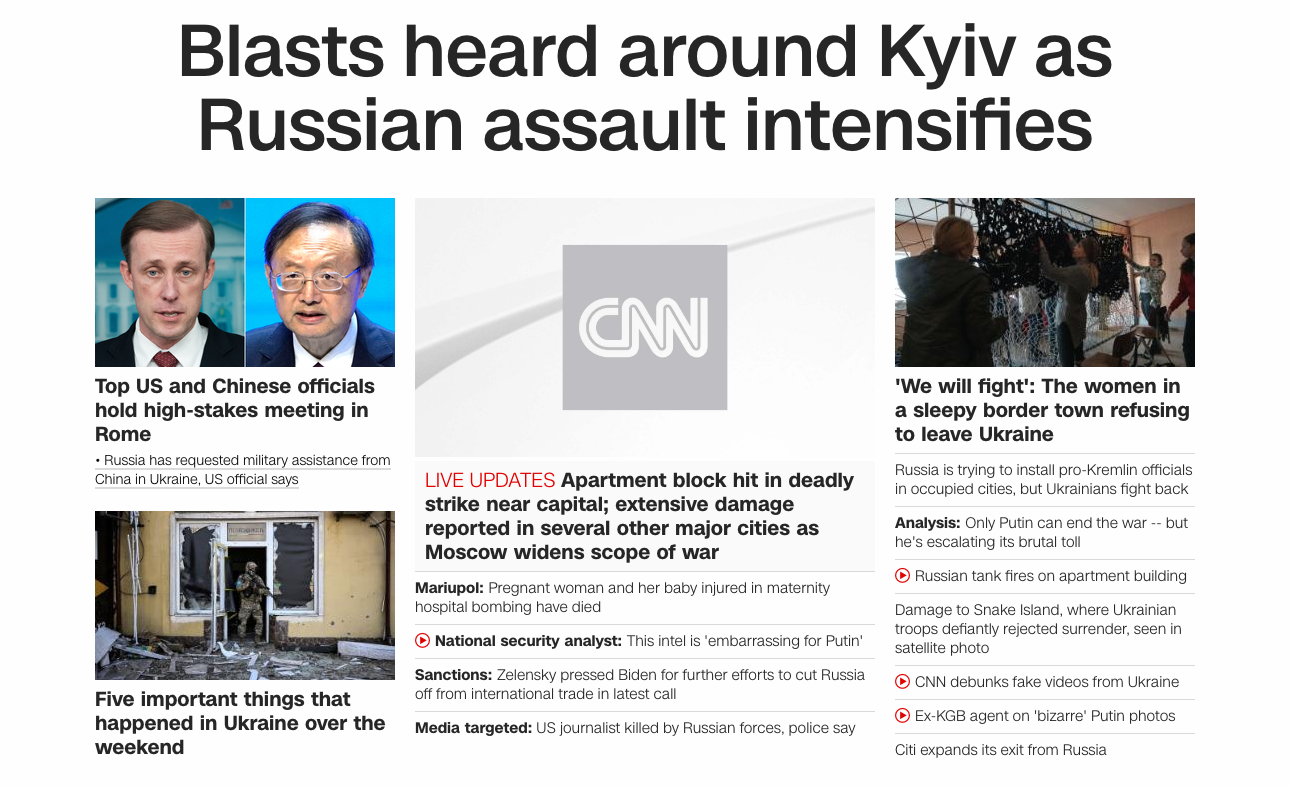 Blasts heard around Kyiv as
Russian assault intensifies
Top US and Chinese officials
hold high-stakes meeting in
Rome
• Russia has requested military assistance from
China in Ukraine, US official says
Five important things that
happened in Ukraine over the
weekend
CNN
LIVE UPDATES Apartment block hit in deadly
strike near capital; extensive damage
reported in several other major cities as
Moscow widens scope of war
Mariupol: Pregnant woman and her baby injured in maternity
hospital bombing have died
National security analyst: This intel is 'embarrassing for Putin'
Sanctions: Zelensky pressed Biden for further efforts to cut Russia
off from international trade in latest call
Media targeted: US journalist killed by Russian forces, police say
'We will fight': The women in
a sleepy border town refusing
to leave Ukraine
Russia is trying to install pro-Kremlin officials
in occupied cities, but Ukrainians fight back
Analysis: Only Putin can end the war -- but
he's escalating its brutal toll
Russian tank fires on apartment building
Damage to Snake Island, where Ukrainian
troops defiantly rejected surrender, seen in
satellite photo
CNN debunks fake videos from Ukraine
Ex-KGB agent on 'bizarre' Putin photos
Citi expands its exit from Russia